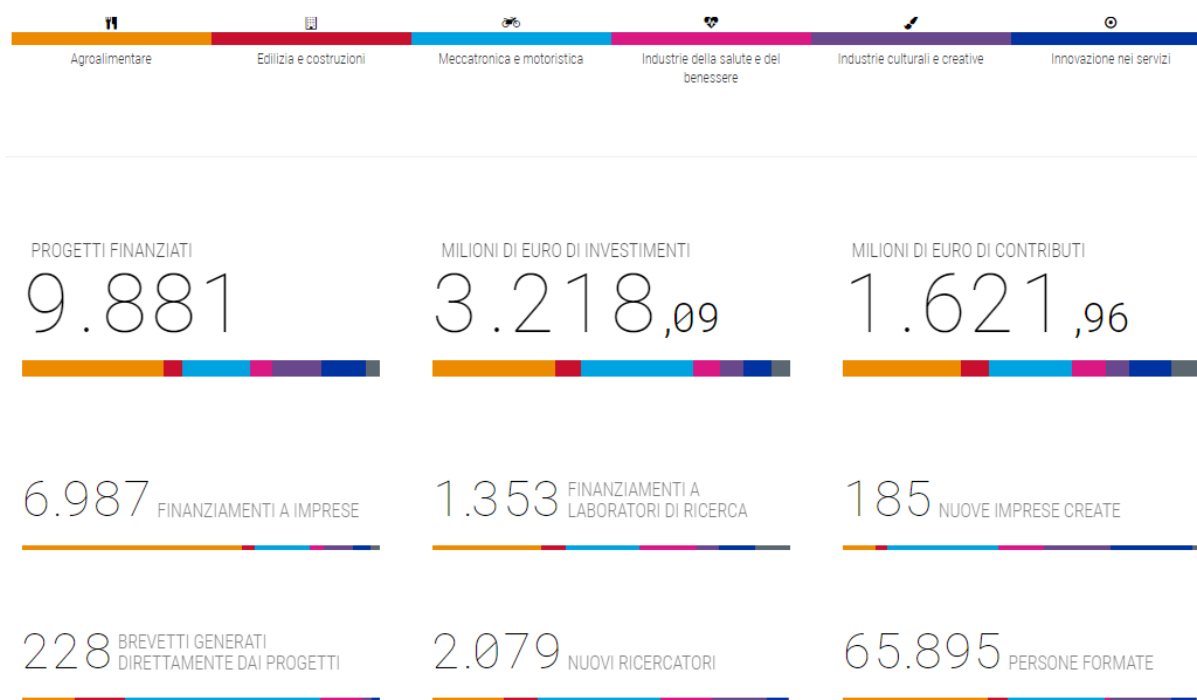 Agroalimentare
Edilizia e costruzioni
Meccatronica e motoristica
Industrie della salute e del
benessere
Industrie culturali e creative
Innovazione nei servizi
PROGETTI FINANZIATI
9.881
MILIONI DI EURO DI INVESTIMENTI
3.218,09
MILIONI DI EURO DI CONTRIBUTI
1.621,96
6.987 FINANZIAMENTI A IMPRESE
1.353 FINANZIAMENTI A
LABORATORI DI RICERCA
185 NUOVE IMPRESE CREATE
228 BREVETTI GENERATI
DIRETTAMENTE DAI PROGETTI
2.079 NUOVI RICERCATORI
65.895 PERSONE FORMATE